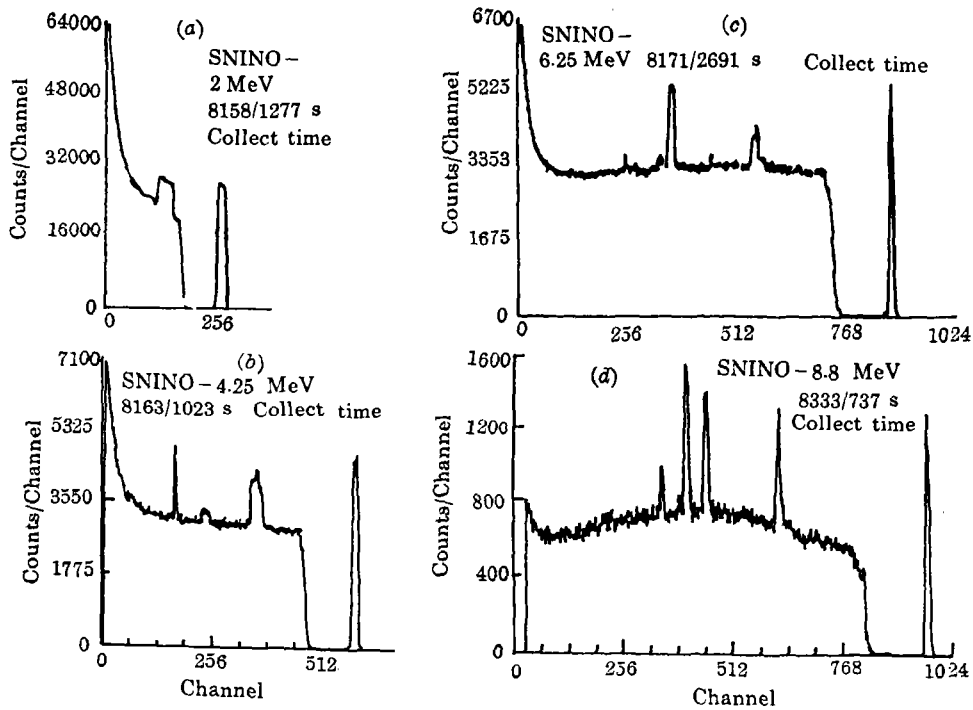 (a)
SNINO–
2 MeV
8158/1277 s
Collect time
64000
48000
32000
16000
0
Counts/Channel
0 256
(c)
SNINO–
6.25 MeV 8171/2691 s Collect time
6700
5225
3353
1675
0
Counts/Channel
0 256 512 768 1024
(b)
SNINO–4.25 MeV
8163/1023 s Collect time
7100
5325
3550
1775
0
Counts/Channel
0 256 512
Channel
(d)
SNINO–8.8 MeV
8333/737 s
Collect time
1600
1200
800
400
0
Counts/Channel
0 256 512 768 1024
Channel